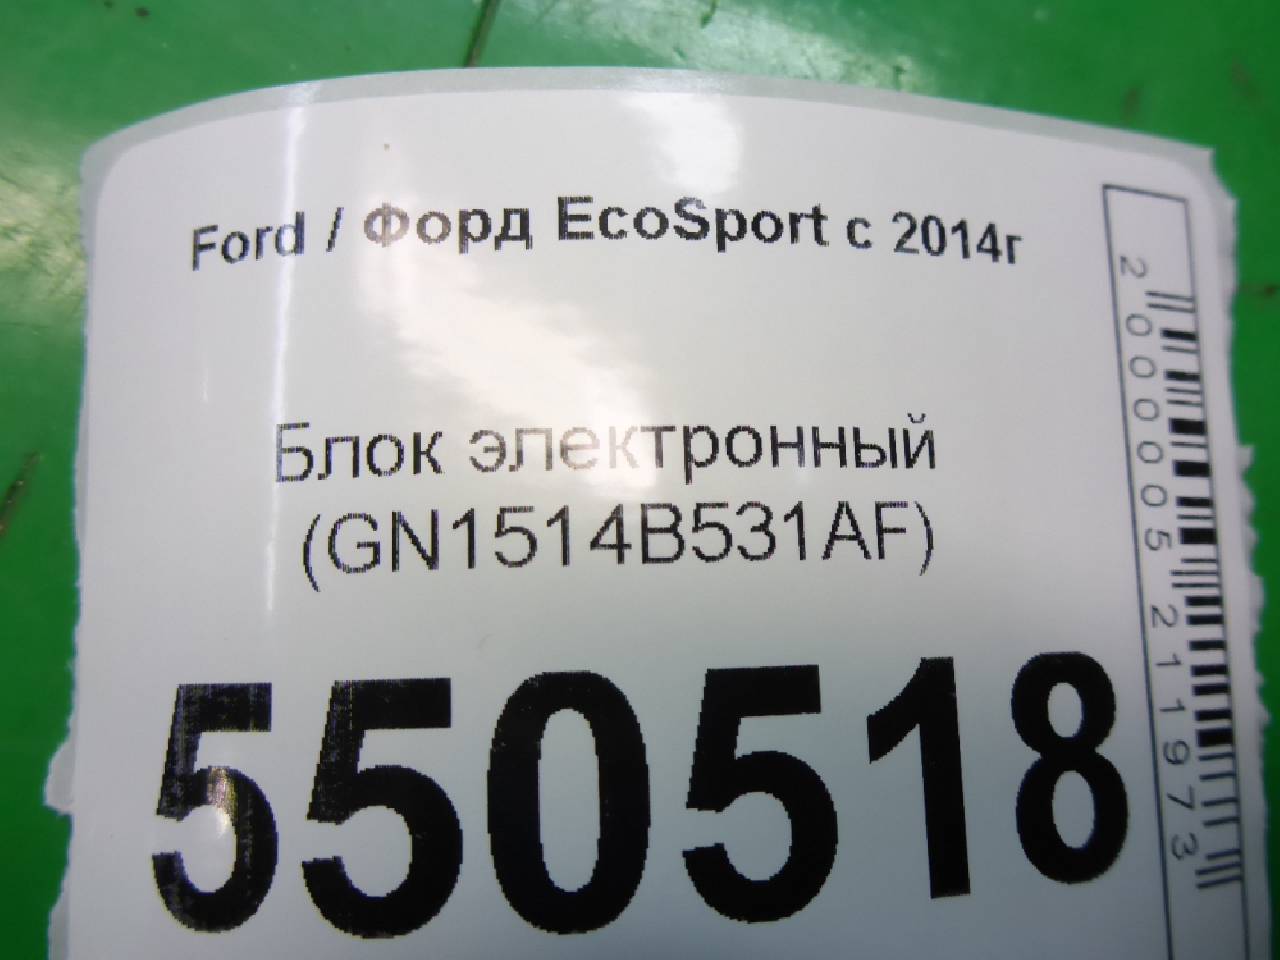 Ford / Форд EcoSport с 2014г
Блок электронный
(GN1514B531AF)
550518
2000005211973